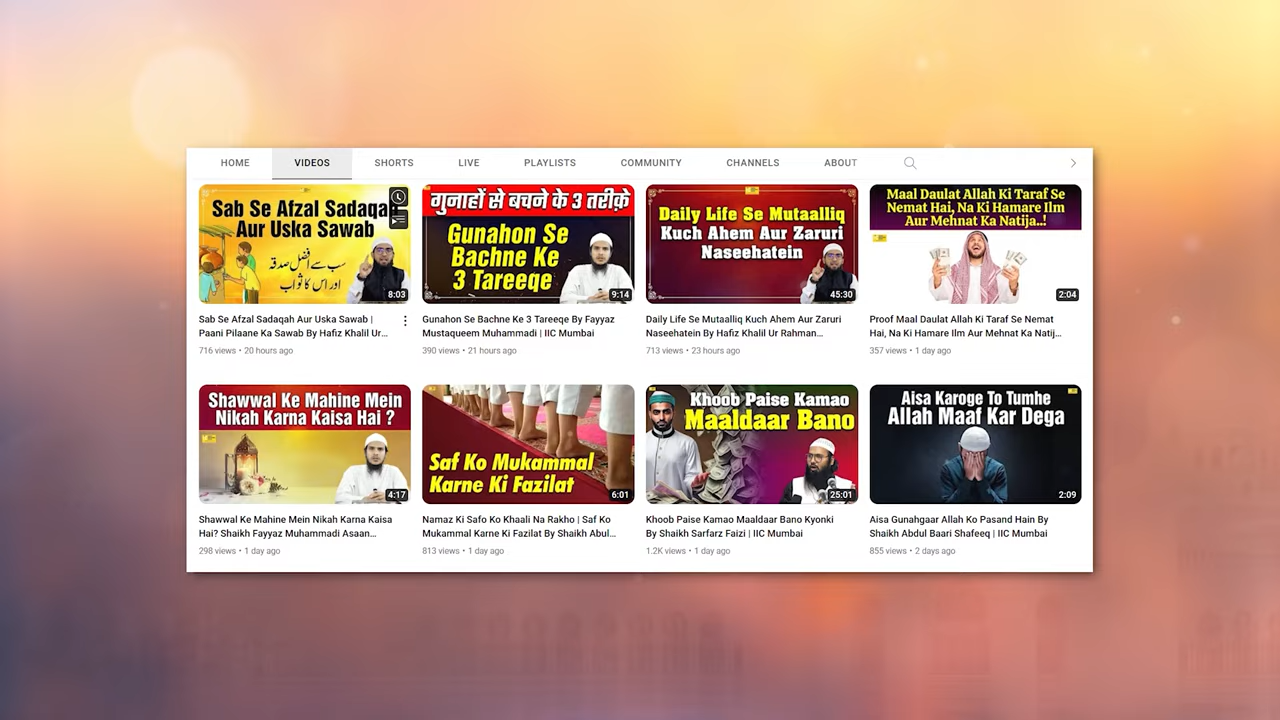 HOME VIDEOS SHORTS LIVE PLAYLISTS COMMUNITY CHANNELS ABOUT
Sab Se Afzal Sadaqah
Aur Uska Sawab
سب سے افضل صدقہ
اور اس کا ثواب
8:03
Sab Se Afzal Sadaqah Aur Uska Sawab |
Paani Pilaane Ka Sawab By Hafiz Khalil Ur...
716 views • 20 hours ago
गुनाहों से बचने के 3 तरीक़े
Gunahon Se
Bachne Ke
3 Tareeqe
9:14
Gunahon Se Bachne Ke 3 Tareeqe By Fayyaz
Mustaqueem Muhammadi | IIC Mumbai
390 views • 21 hours ago
Daily Life Se Mutaalliq
Kuch Ahem Aur Zaruri
Naseehatein
45:30
Daily Life Se Mutaalliq Kuch Ahem Aur Zaruri
Naseehatein By Hafiz Khalil Ur Rahman...
713 views • 23 hours ago
Maal Daulat Allah Ki Taraf Se
Nemat Hai, Na Ki Hamare Ilm
Aur Mehnat Ka Natija..!
2:04
Proof Maal Daulat Allah Ki Taraf Se Nemat
Hai, Na Ki Hamare Ilm Aur Mehnat Ka Natij...
357 views • 1 day ago
Shawwal Ke Mahine Mein
Nikah Karna Kaisa Hai ?
4:17
Shawwal Ke Mahine Mein Nikah Karna Kaisa
Hai? Shaikh Fayyaz Muhammadi Asaan...
298 views • 1 day ago
Saf Ko Mukammal
Karne Ki Fazilat
6:01
Namaz Ki Safo Ko Khaali Na Rakho | Saf Ko
Mukammal Karne Ki Fazilat By Shaikh Abul...
813 views • 1 day ago
Khoob Paise Kamao
Maaldaar Bano
25:01
Khoob Paise Kamao Maaldaar Bano Kyonki
By Shaikh Sarfarz Faizi | IIC Mumbai
1.2K views • 1 day ago
Aisa Karoge To Tumhe
Allah Maaf Kar Dega
2:09
Aisa Gunahgaar Allah Ko Pasand Hain By
Shaikh Abdul Baari Shafeeq | IIC Mumbai
855 views • 2 days ago